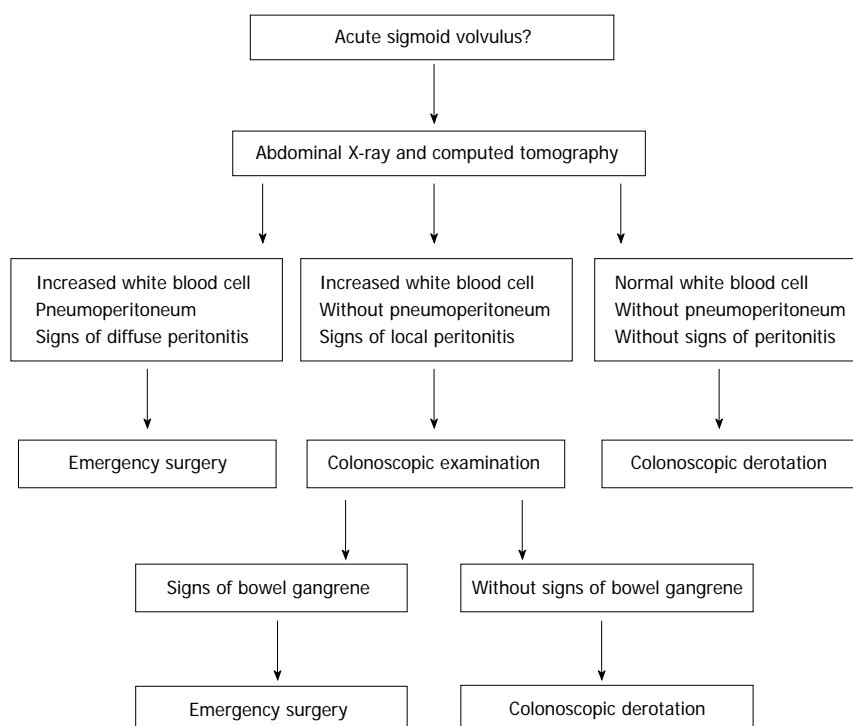 Acute sigmoid volvulus?
Abdominal X-ray and computed tomography
Increased white blood cell
Pneumoperitoneum
Signs of diffuse peritonitis
Increased white blood cell
Without pneumoperitoneum
Signs of local peritonitis
Normal white blood cell
Without pneumoperitoneum
Without signs of peritonitis
Emergency surgery
Colonoscopic examination
Colonoscopic derotation
Signs of bowel gangrene
Without signs of bowel gangrene
Emergency surgery
Colonoscopic derotation